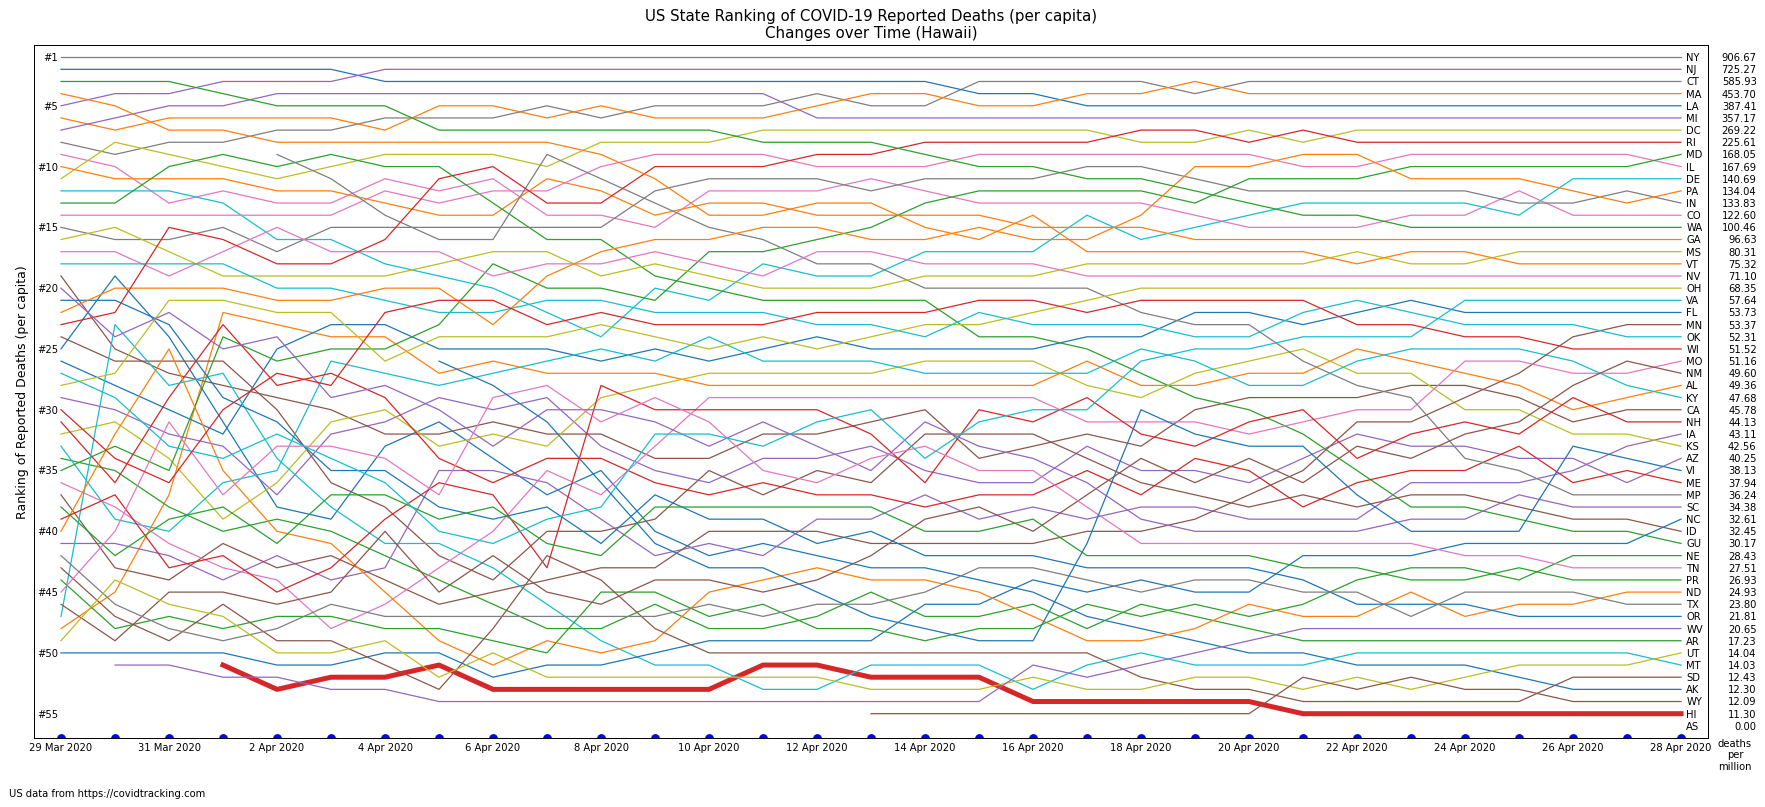 US State Ranking of COVID-19 Reported Deaths (per capita)
Changes over Time (Hawaii)
Ranking of Reported Deaths (per capita)
#1
#5
#10
#15
#20
#25
#30
#35
#40
#45
#50
#55
NY 906.67
NJ 725.27
CT 585.93
MA 453.70
LA 387.41
MI 357.17
DC 269.22
RI 225.61
MD 168.05
IL 167.69
DE 140.69
PA 134.04
IN 133.83
CO 122.60
WA 100.46
GA 96.63
MS 80.31
VT 75.32
NV 71.10
OH 68.35
VA 57.64
FL 53.73
MN 53.37
OK 52.31
WI 51.52
MO 51.16
NM 49.60
AL 49.36
KY 47.68
CA 45.78
NH 44.13
IA 43.11
KS 42.56
AZ 40.25
VI 38.13
ME 37.94
MP 36.24
SC 34.38
NC 32.61
ID 32.45
GU 30.17
NE 28.43
TN 27.51
PR 26.93
ND 24.93
TX 23.80
OR 21.81
WV 20.65
AR 17.23
UT 14.04
MT 14.03
SD 12.43
AK 12.30
WY 12.09
HI 11.30
AS 0.00
29 Mar 2020 31 Mar 2020 2 Apr 2020 4 Apr 2020 6 Apr 2020 8 Apr 2020 10 Apr 2020 12 Apr 2020 14 Apr 2020 16 Apr 2020 18 Apr 2020 20 Apr 2020 22 Apr 2020 24 Apr 2020 26 Apr 2020 28 Apr 2020
deaths
per
million
US data from https://covidtracking.com